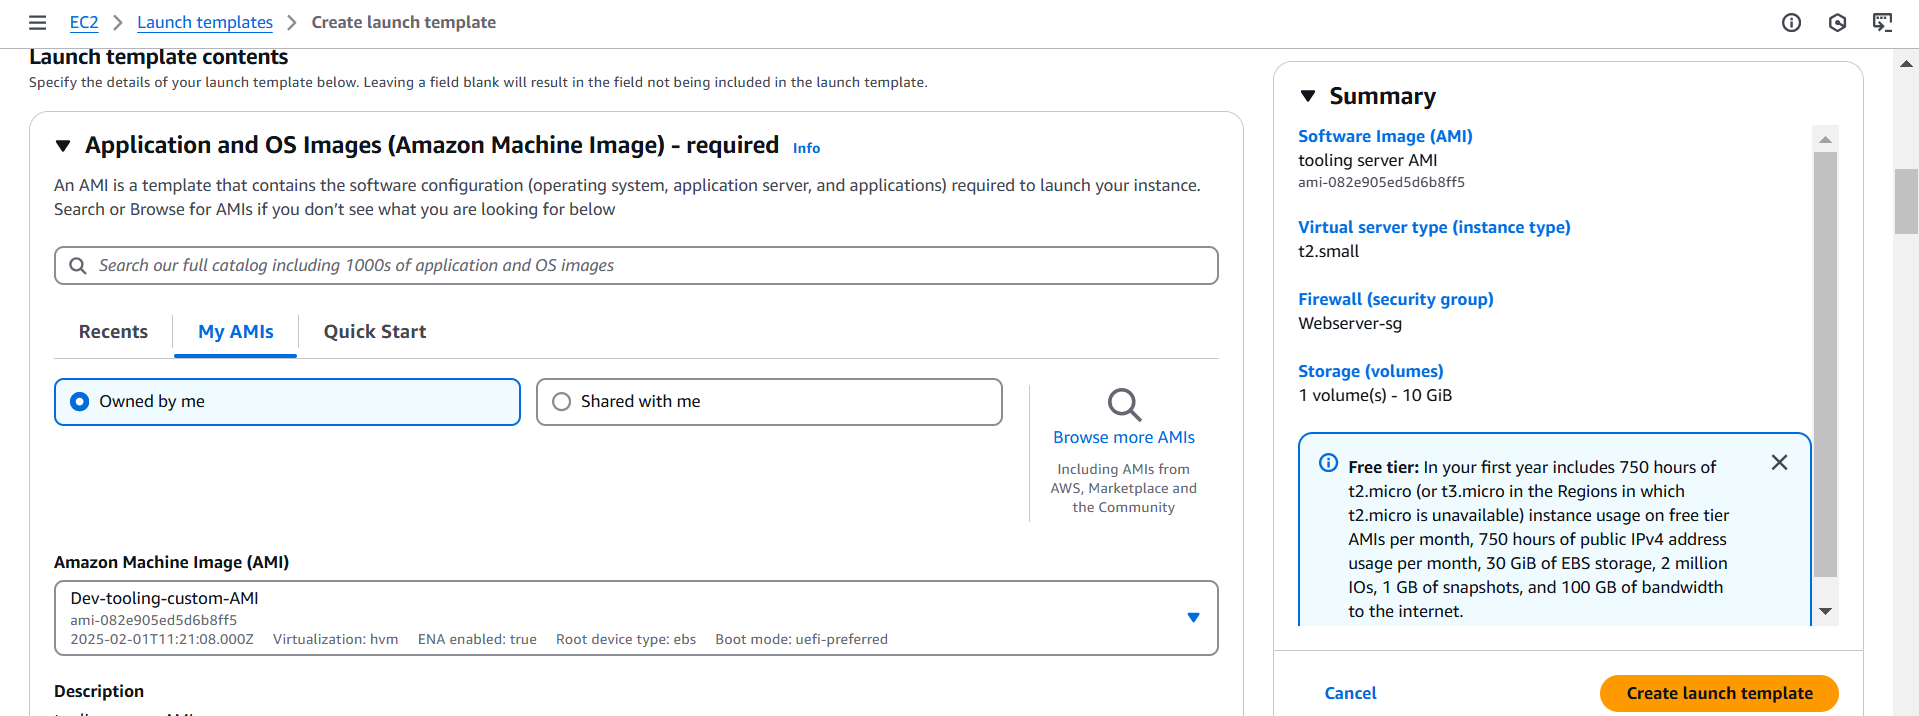 EC2 > Launch templates > Create launch template
Launch template contents
Specify the details of your launch template below. Leaving a field blank will result in the field not being included in the launch template.
Application and OS Images (Amazon Machine Image) - required Info
An AMI is a template that contains the software configuration (operating system, application server, and applications) required to launch your instance.
Search or Browse for AMIs if you don’t see what you are looking for below
Search our full catalog including 1000s of application and OS images
Recents My AMIs Quick Start
Owned by me Shared with me
Browse more AMIs
Including AMIs from
AWS, Marketplace and
the Community
Amazon Machine Image (AMI)
Dev-tooling-custom-AMI
ami-082e905ed5d6b8ff5
2025-02-01T11:21:08.000Z Virtualization: hvm ENA enabled: true Root device type: ebs Boot mode: uefi-preferred
Description
Summary
Software Image (AMI)
tooling server AMI
ami-082e905ed5d6b8ff5
Virtual server type (instance type)
t2.small
Firewall (security group)
Webserver-sg
Storage (volumes)
1 volume(s) - 10 GiB
Free tier: In your first year includes 750 hours of
t2.micro (or t3.micro in the Regions in which
t2.micro is unavailable) instance usage on free tier
AMIs per month, 750 hours of public IPv4 address
usage per month, 30 GiB of EBS storage, 2 million
IOs, 1 GB of snapshots, and 100 GB of bandwidth
to the internet.
Cancel Create launch template